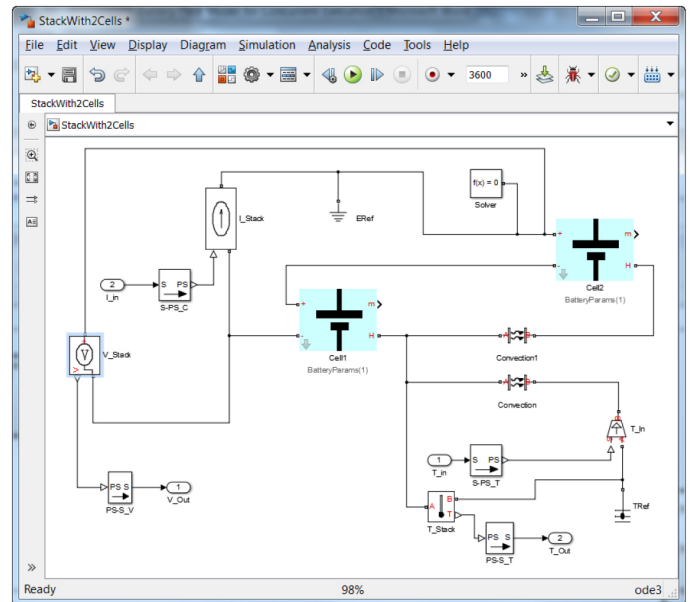 StackWith2Cells *
File Edit View Display Diagram Simulation Analysis Code Tools Help
3600 »
StackWith2Cells
StackWith2Cells
f(x) = 0
Solver
I_Stack
ERef
+ m
- H
Cell2
BatteryParams(1)
2
I_in
S PS
S-PS_C
+ m
- H
Cell1
BatteryParams(1)
A B
Convection1
V
V_Stack
A B
Convection
T_In
1
T_in
S PS
S-PS_T
PS S
PS-S_V
1
V_Out
A B
T
T_Stack
TRef
PS S
PS-S_T
2
T_Out
»
Ready 98% ode3